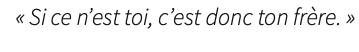 « Si ce n’est toi, c’est donc ton frère. »